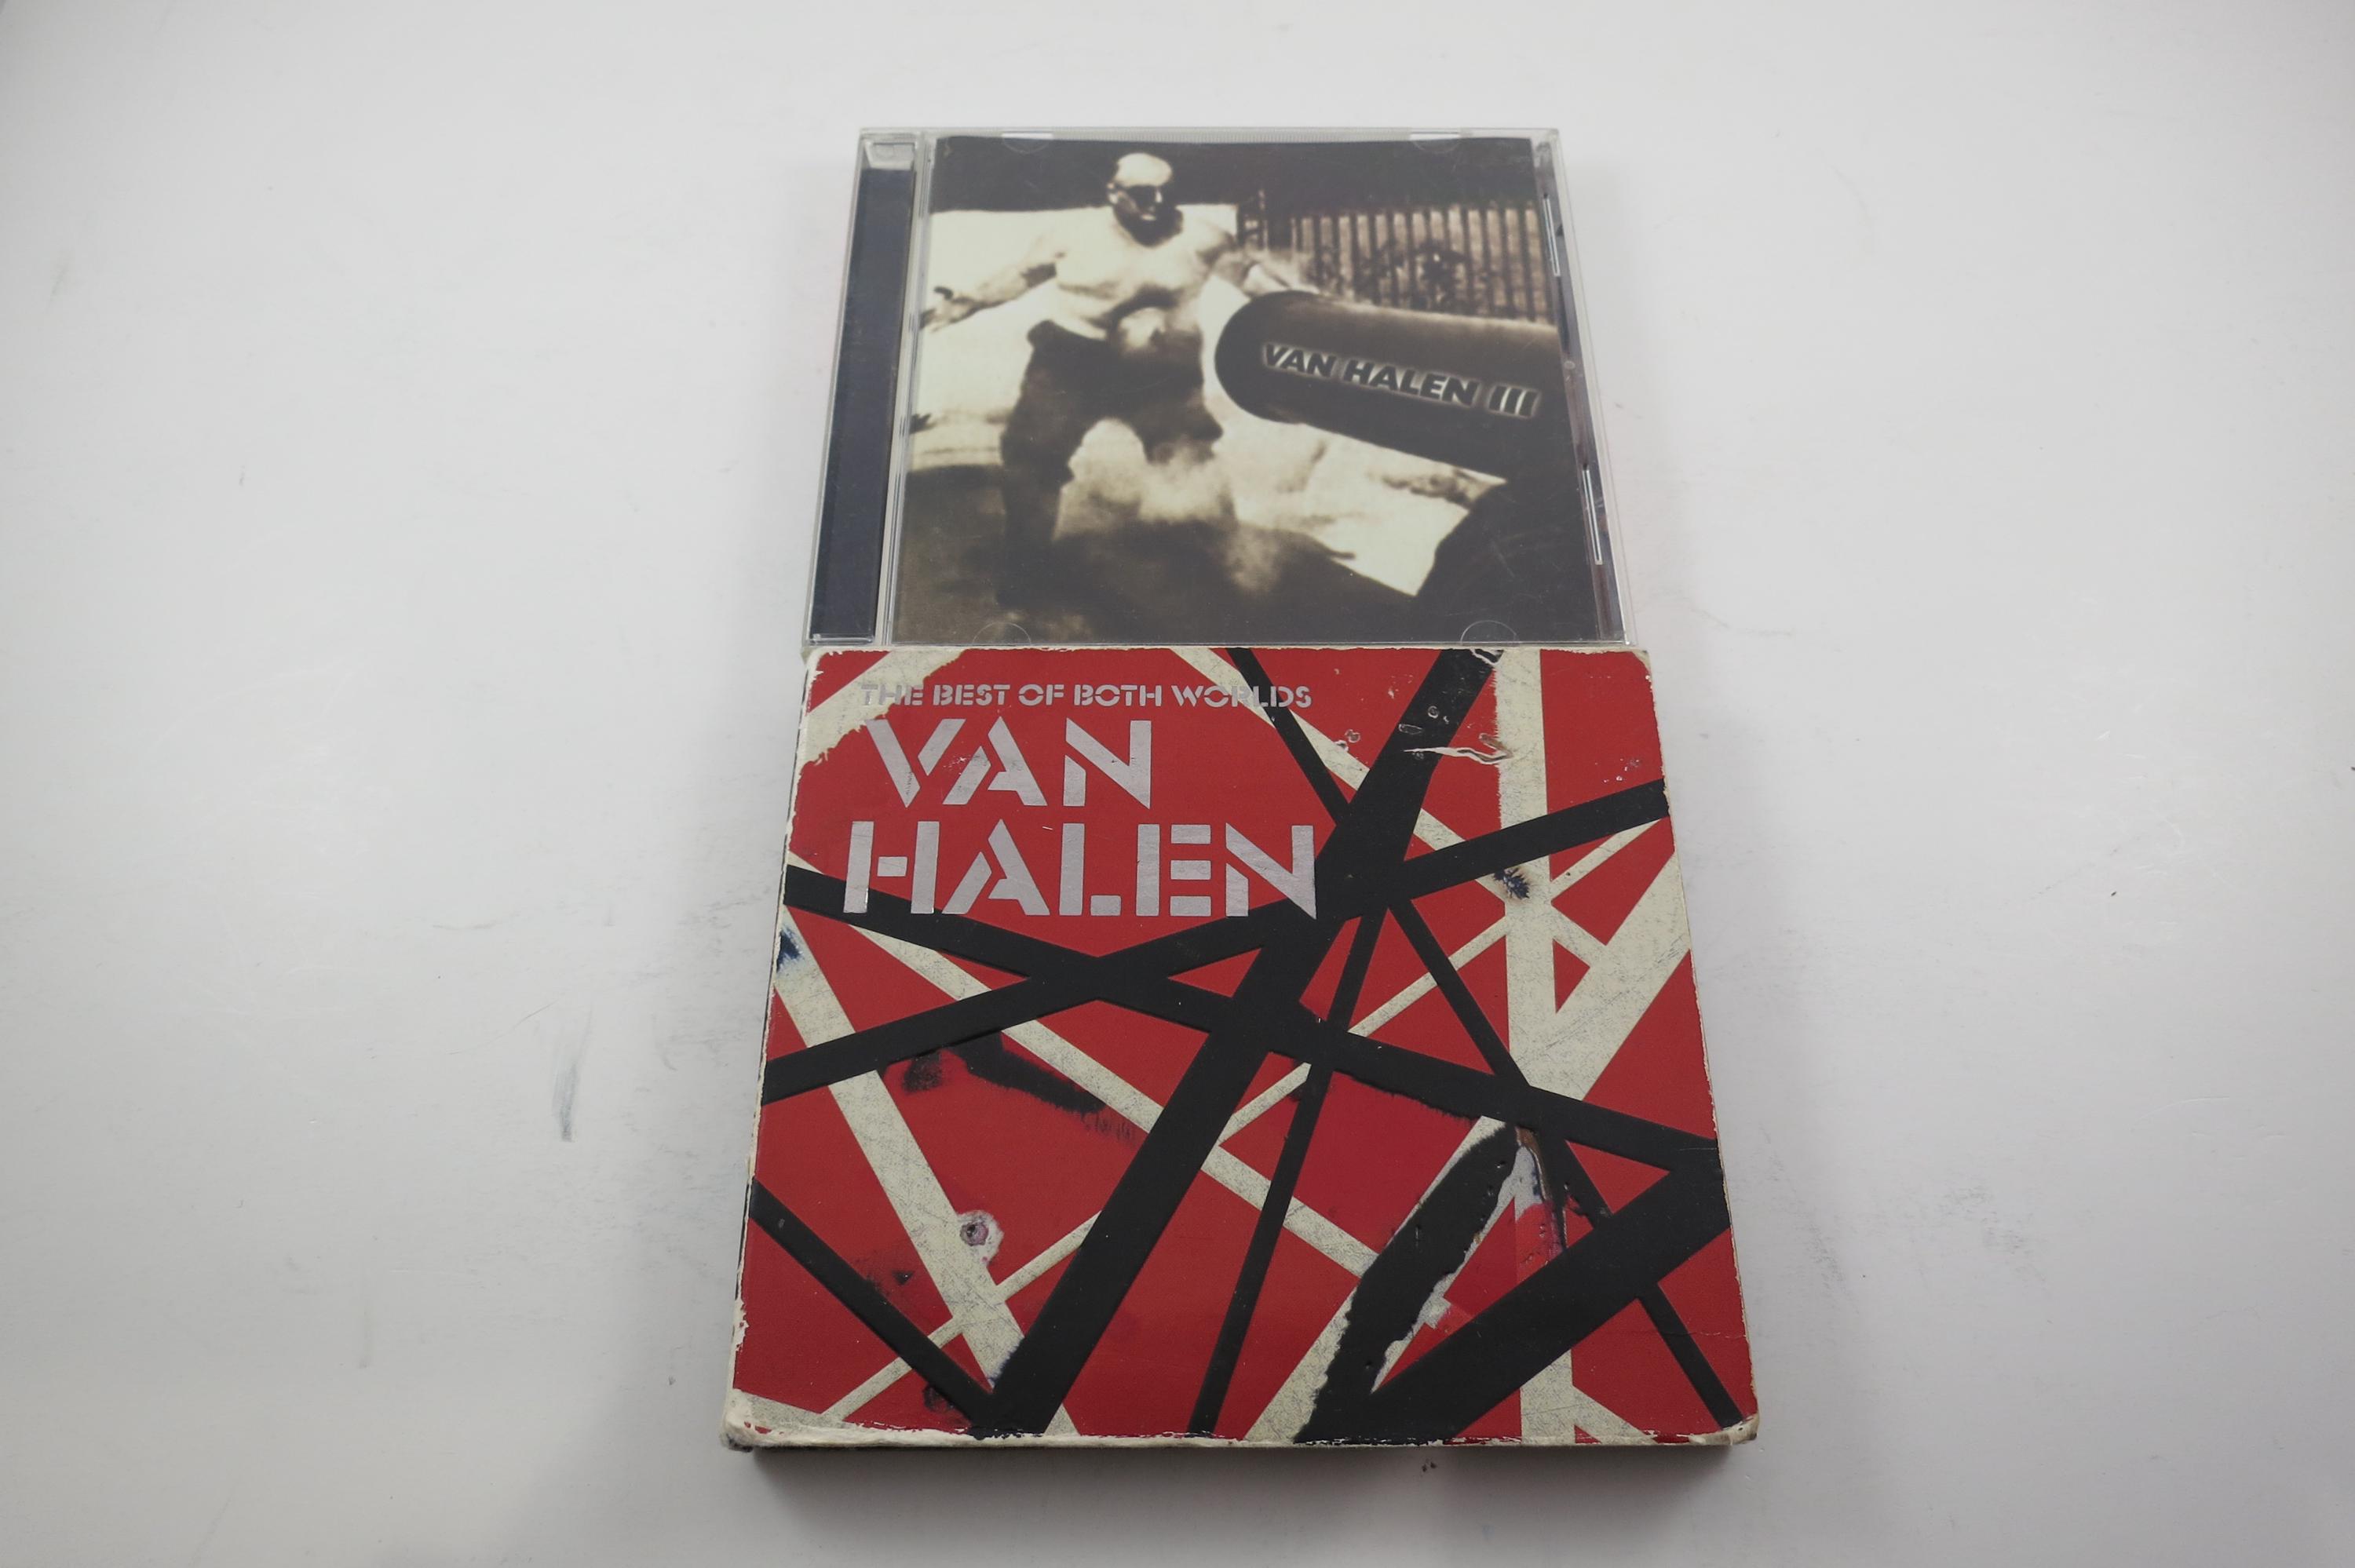 VAN HALEN III
THE BEST OF BOTH WORLDS
VAN
HALEN